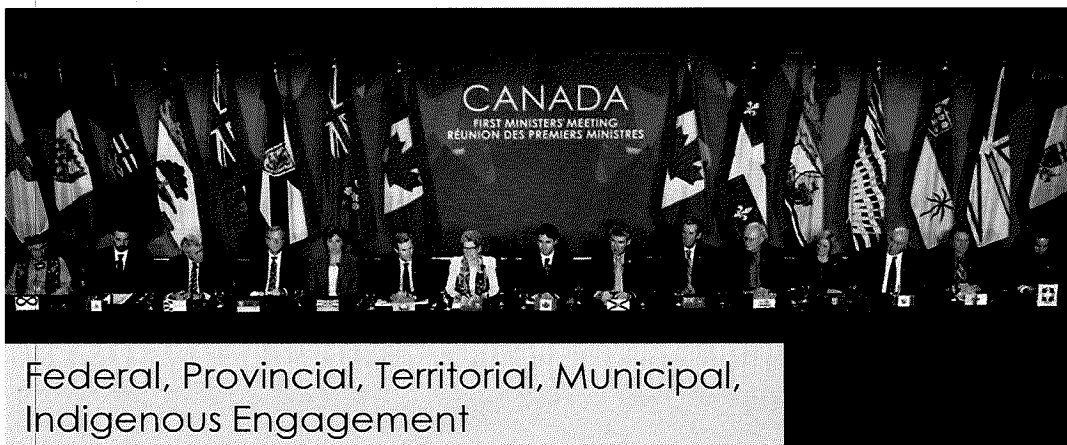 CANADA
FIRST MINISTERS' MEETING
RÉUNION DES PREMIERS MINISTRES
Federal, Provincial, Territorial, Municipal,
Indigenous Engagement